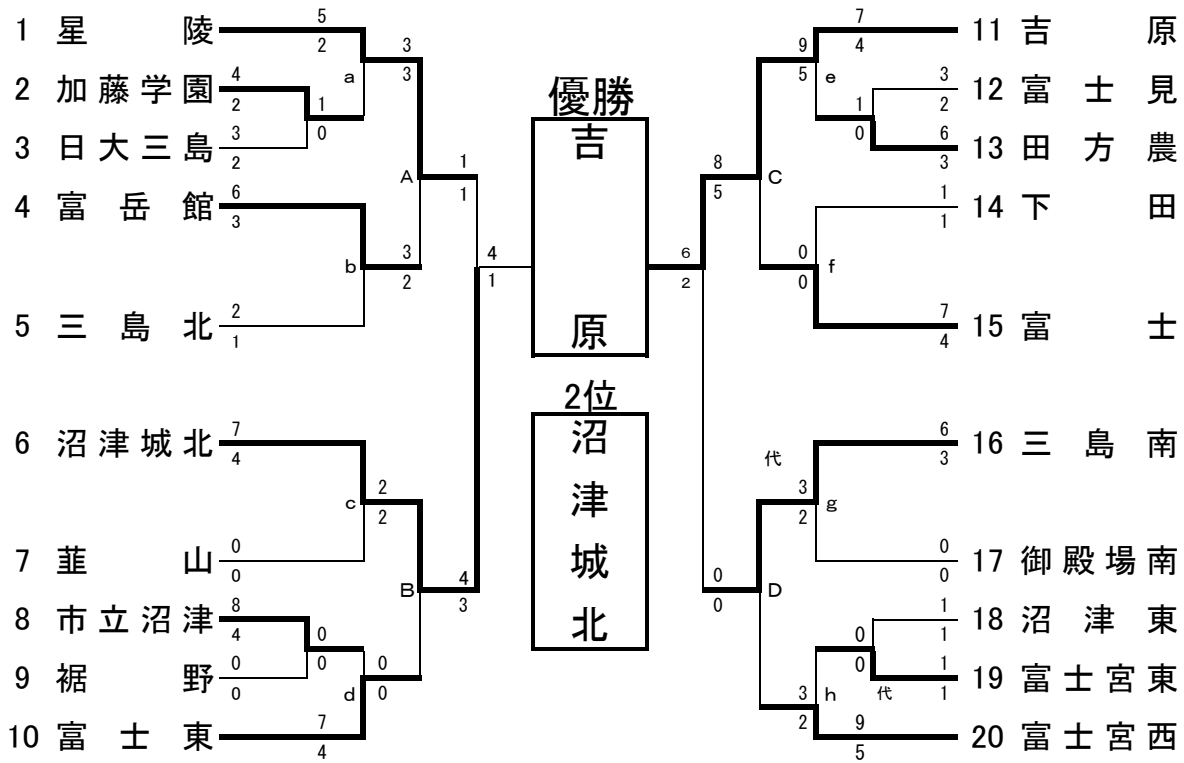 1 星陵
2 加藤学園
3 日大三島
4 富岳館
5 三島北
6 沼津城北
7 韮山
8 市立沼津
9 裾野
10 富士東
5
2
4
2
3
2
6
3
2
1
7
4
0
0
8
4
0
0
7
4
a
1
0
b
c
0
0
d
3
3
3
2
2
2
0
0
A
B
1
1
4
3
4
1
優勝
吉原
2位
沼津城北
6
2
8
5
0
0
C
D
9
5
0
0
3
2
3
2
e
1
0
f
代
g
0
0
h
代
7
4
3
2
6
3
1
1
7
4
6
3
0
0
1
1
1
1
9
5
11 吉原
12 富士見
13 田方農
14 下田
15 富士
16 三島南
17 御殿場南
18 沼津東
19 富士宮東
20 富士宮西